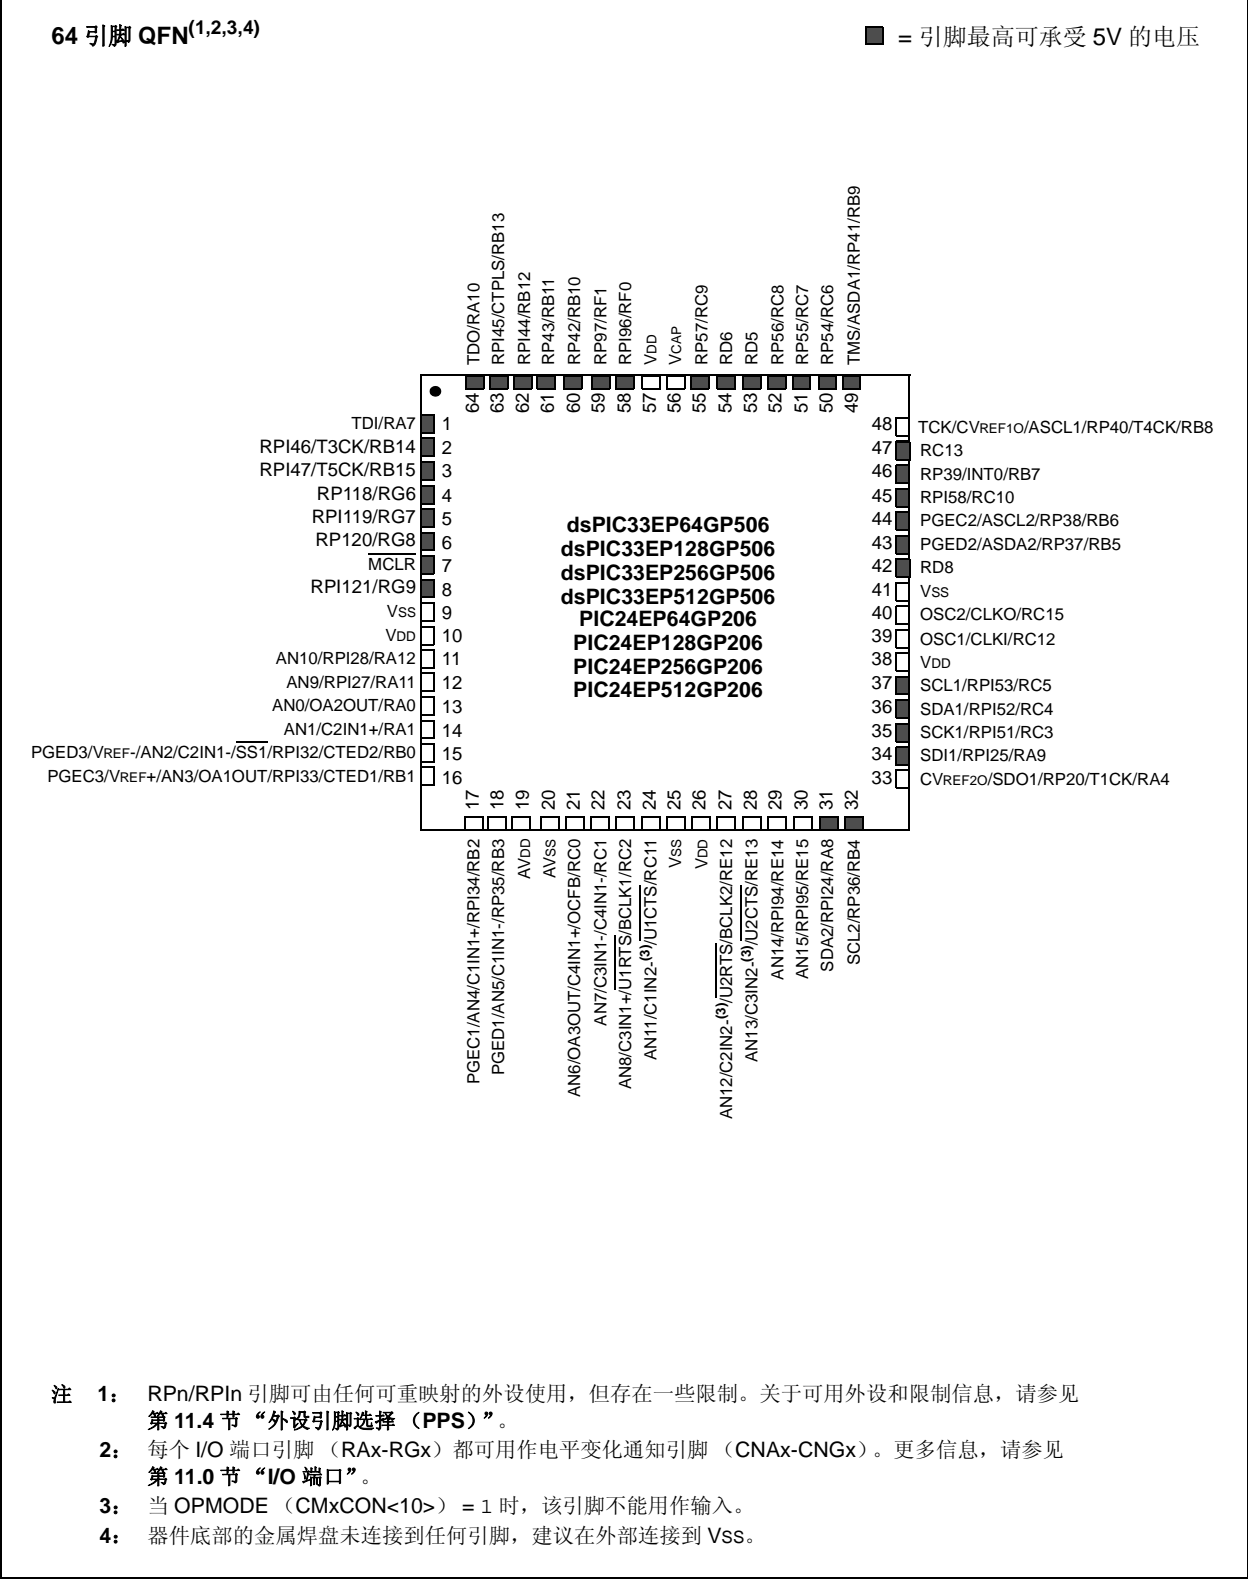 64 引脚 QFN(1,2,3,4)
= 引脚最高可承受 5V 的电压
TDO/RA10
RPI45/CTPLS/RB13
RPI44/RB12
RP43/RB11
RP42/RB10
RP97/RF1
RPI96/RF0
VDD
VCAP
RP57/RC9
RD6
RD5
RP56/RC8
RP55/RC7
RP54/RC6
TMS/ASDA1/RP41/RB9
64
63
62
61
60
59
58
57
56
55
54
53
52
51
50
49
TDI/RA7 1
RPI46/T3CK/RB14 2
RPI47/T5CK/RB15 3
RP118/RG6 4
RPI119/RG7 5
RP120/RG8 6
MCLR 7
RPI121/RG9 8
VSS 9
VDD 10
AN10/RPI28/RA12 11
AN9/RPI27/RA11 12
AN0/OA2OUT/RA0 13
AN1/C2IN1+/RA1 14
PGED3/VREF-/AN2/C2IN1-/SS1/RPI32/CTED2/RB0 15
PGEC3/VREF+/AN3/OA1OUT/RPI33/CTED1/RB1 16
dsPIC33EP64GP506
dsPIC33EP128GP506
dsPIC33EP256GP506
dsPIC33EP512GP506
PIC24EP64GP206
PIC24EP128GP206
PIC24EP256GP206
PIC24EP512GP206
48 TCK/CVREF1O/ASCL1/RP40/T4CK/RB8
47 RC13
46 RP39/INT0/RB7
45 RPI58/RC10
44 PGEC2/ASCL2/RP38/RB6
43 PGED2/ASDA2/RP37/RB5
42 RD8
41 VSS
40 OSC2/CLKO/RC15
39 OSC1/CLKI/RC12
38 VDD
37 SCL1/RPI53/RC5
36 SDA1/RPI52/RC4
35 SCK1/RPI51/RC3
34 SDI1/RPI25/RA9
33 CVREF2O/SDO1/RP20/T1CK/RA4
17
18
19
20
21
22
23
24
25
26
27
28
29
30
31
32
PGEC1/AN4/C1IN1+/RPI34/RB2
PGED1/AN5/C1IN1-/RP35/RB3
AVDD
AVSS
AN6/OA3OUT/C4IN1+/OCFB/RC0
AN7/C3IN1-/C4IN1-/RC1
AN8/C3IN1+/U1RTS/BCLK1/RC2
AN11/C1IN2-(3)/U1CTS/RC11
VSS
VDD
AN12/C2IN2-(3)/U2RTS/BCLK2/RE12
AN13/C3IN2-(3)/U2CTS/RE13
AN14/RPI94/RE14
AN15/RPI95/RE15
SDA2/RPI24/RA8
SCL2/RP36/RB4
注 1： RPn/RPIn 引脚可由任何可重映射的外设使用，但存在一些限制。关于可用外设和限制信息，请参见
第 11.4 节 “外设引脚选择 （PPS）”。
2： 每个 I/O 端口引脚 （RAx-RGx）都可用作电平变化通知引脚 （CNAx-CNGx）。更多信息，请参见
第 11.0 节 “I/O 端口”。
3： 当 OPMODE （CMxCON<10>） = 1 时，该引脚不能用作输入。
4： 器件底部的金属焊盘未连接到任何引脚，建议在外部连接到 VSS。